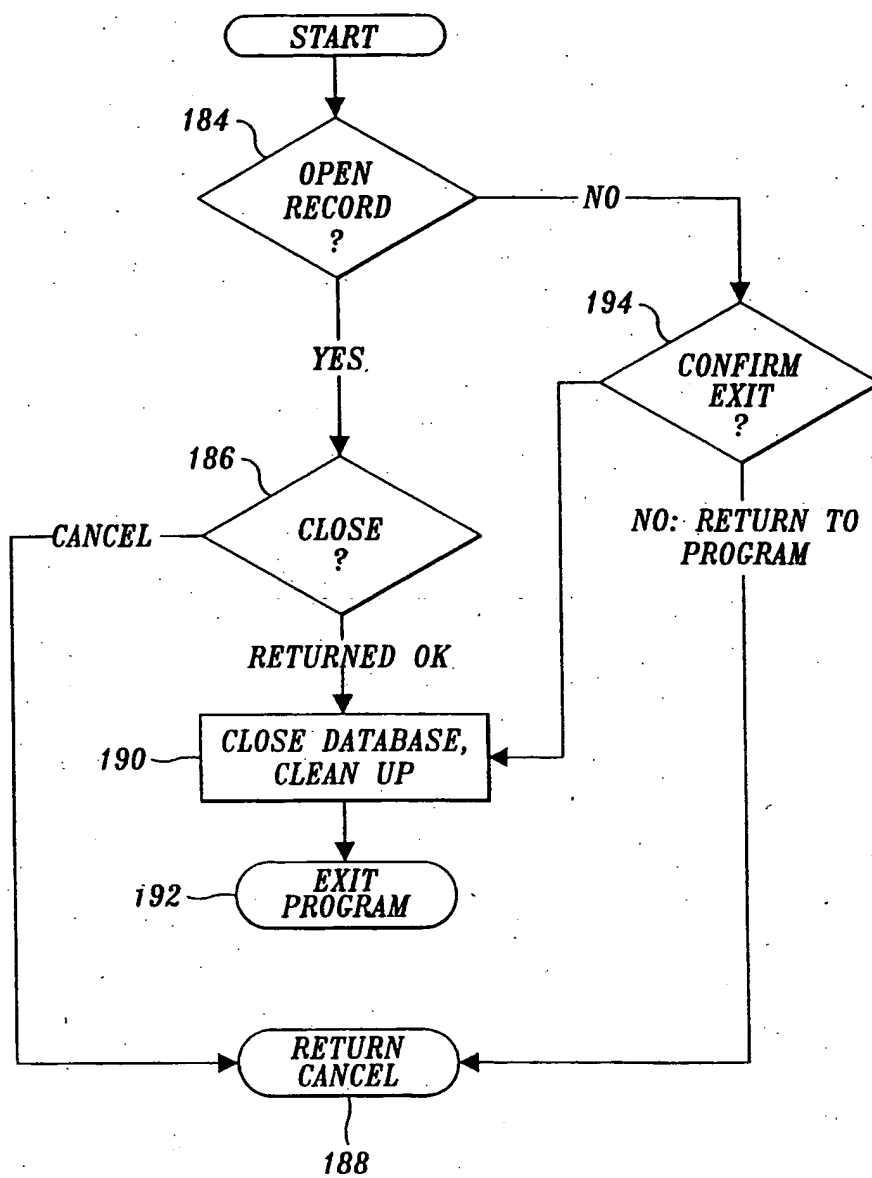 START
184
OPEN
RECORD
?
NO
194
CONFIRM
EXIT
?
YES
186
CLOSE
?
CANCEL
NO: RETURN TO
PROGRAM
RETURNED OK
190
CLOSE DATABASE,
CLEAN UP
192
EXIT
PROGRAM
RETURN
CANCEL
188